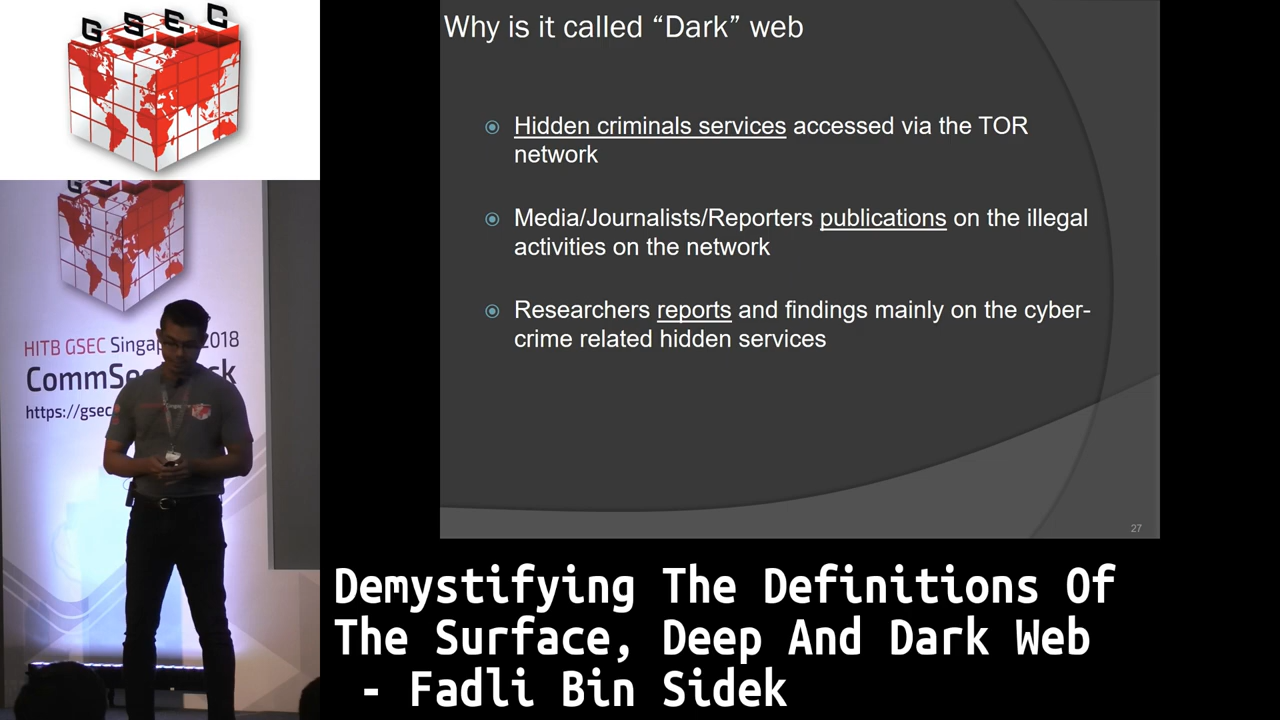 G S E C
G S
HITB GSEC Singap 2018
CommSe k
https://gsec
Why is it called “Dark” web
Hidden criminals services accessed via the TOR
network
Media/Journalists/Reporters publications on the illegal
activities on the network
Researchers reports and findings mainly on the cyber-
crime related hidden services
27
Demystifying The Definitions Of
The Surface, Deep And Dark Web
- Fadli Bin Sidek